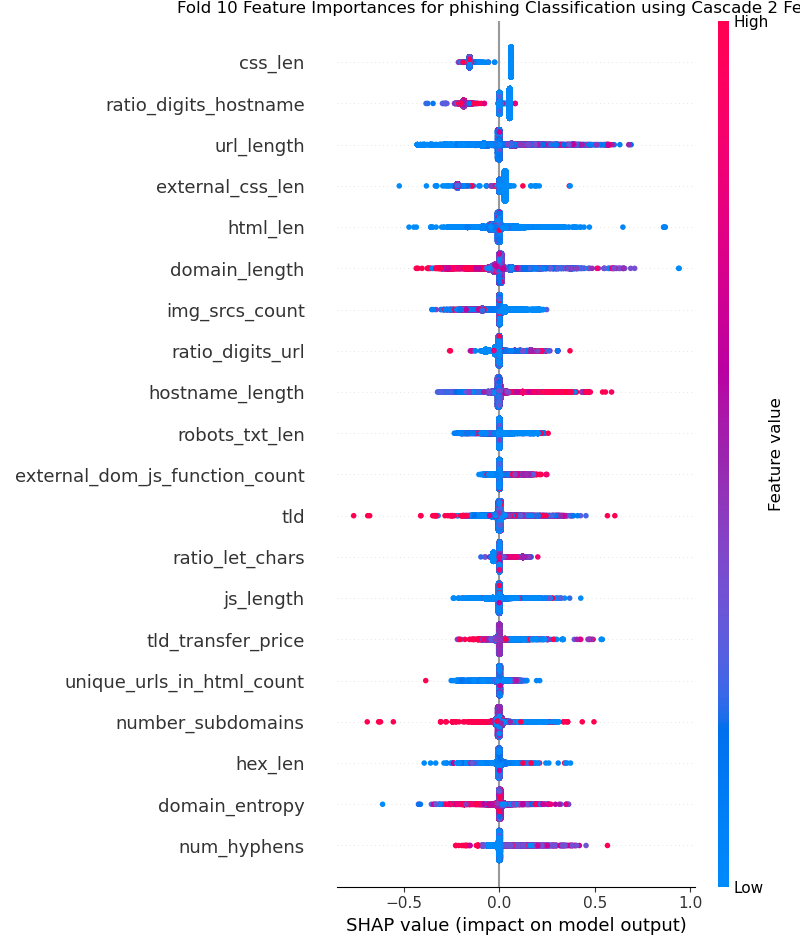 Fold 10 Feature Importances for phishing Classification using Cascade 2 Fe
High
css_len
ratio_digits_hostname
url_length
external_css_len
html_len
domain_length
img_srcs_count
ratio_digits_url
hostname_length
robots_txt_len
external_dom_js_function_count
tld
ratio_let_chars
js_length
tld_transfer_price
unique_urls_in_html_count
number_subdomains
hex_len
domain_entropy
num_hyphens
Feature value
Low
−0.5 0.0 0.5 1.0
SHAP value (impact on model output)